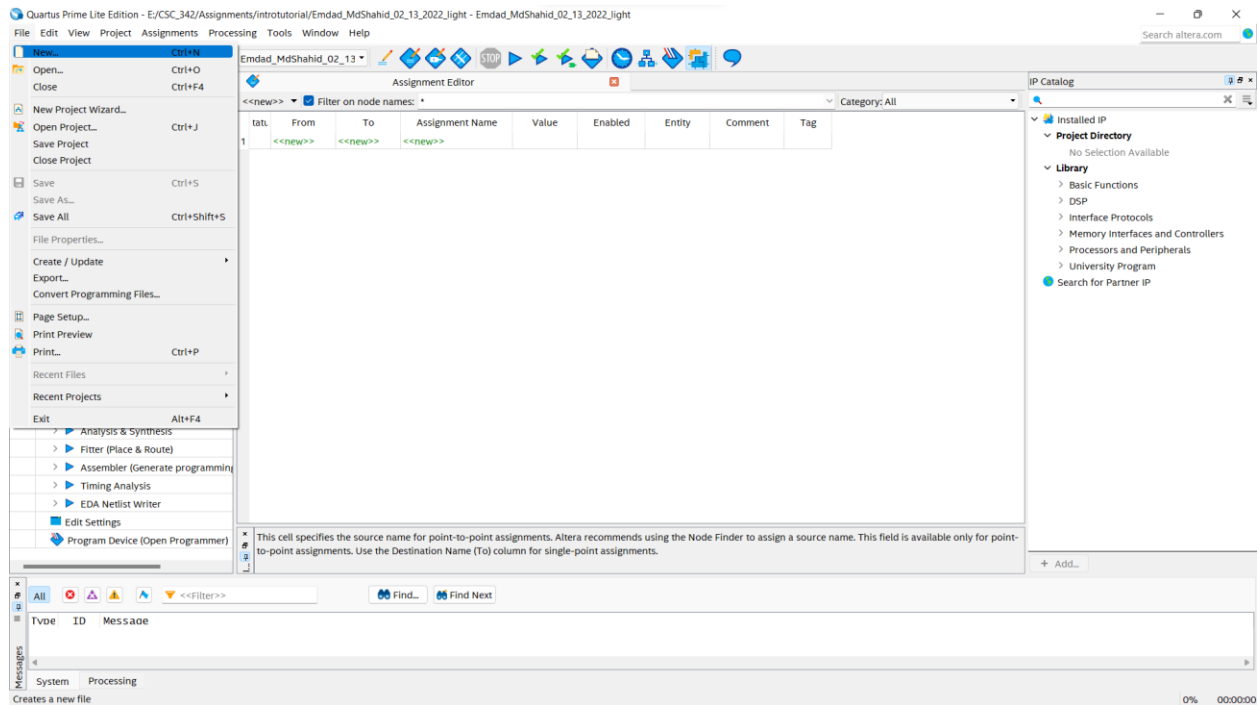 Quartus Prime Lite Edition - E:/CSC_342/Assignments/introtutorial/Emdad_MdShahid_02_13_2022_light - Emdad_MdShahid_02_13_2022_light
File Edit View Project Assignments Processing Tools Window Help
Search altera.com
New... Ctrl+N
Open... Ctrl+O
Close Ctrl+F4
New Project Wizard...
Open Project... Ctrl+J
Save Project
Close Project
Save Ctrl+S
Save As...
Save All Ctrl+Shift+S
File Properties...
Create / Update
Export...
Convert Programming Files...
Page Setup...
Print Preview
Print... Ctrl+P
Recent Files
Recent Projects
Exit Alt+F4
Analysis & Synthesis
Fitter (Place & Route)
Assembler (Generate programming
Timing Analysis
EDA Netlist Writer
Edit Settings
Program Device (Open Programmer)
Emdad_MdShahid_02_13
STOP
Assignment Editor
<<new>> Filter on node names: * Category: All
tatu From To Assignment Name Value Enabled Entity Comment Tag
1 <<new>> <<new>> <<new>>
This cell specifies the source name for point-to-point assignments. Altera recommends using the Node Finder to assign a source name. This field is available only for point-
to-point assignments. Use the Destination Name (To) column for single-point assignments.
IP Catalog
Installed IP
Project Directory
No Selection Available
Library
Basic Functions
DSP
Interface Protocols
Memory Interfaces and Controllers
Processors and Peripherals
University Program
Search for Partner IP
+ Add...
All <<Filter>> Find... Find Next
Type ID Message
Messages
System Processing
Creates a new file 0% 00:00:00